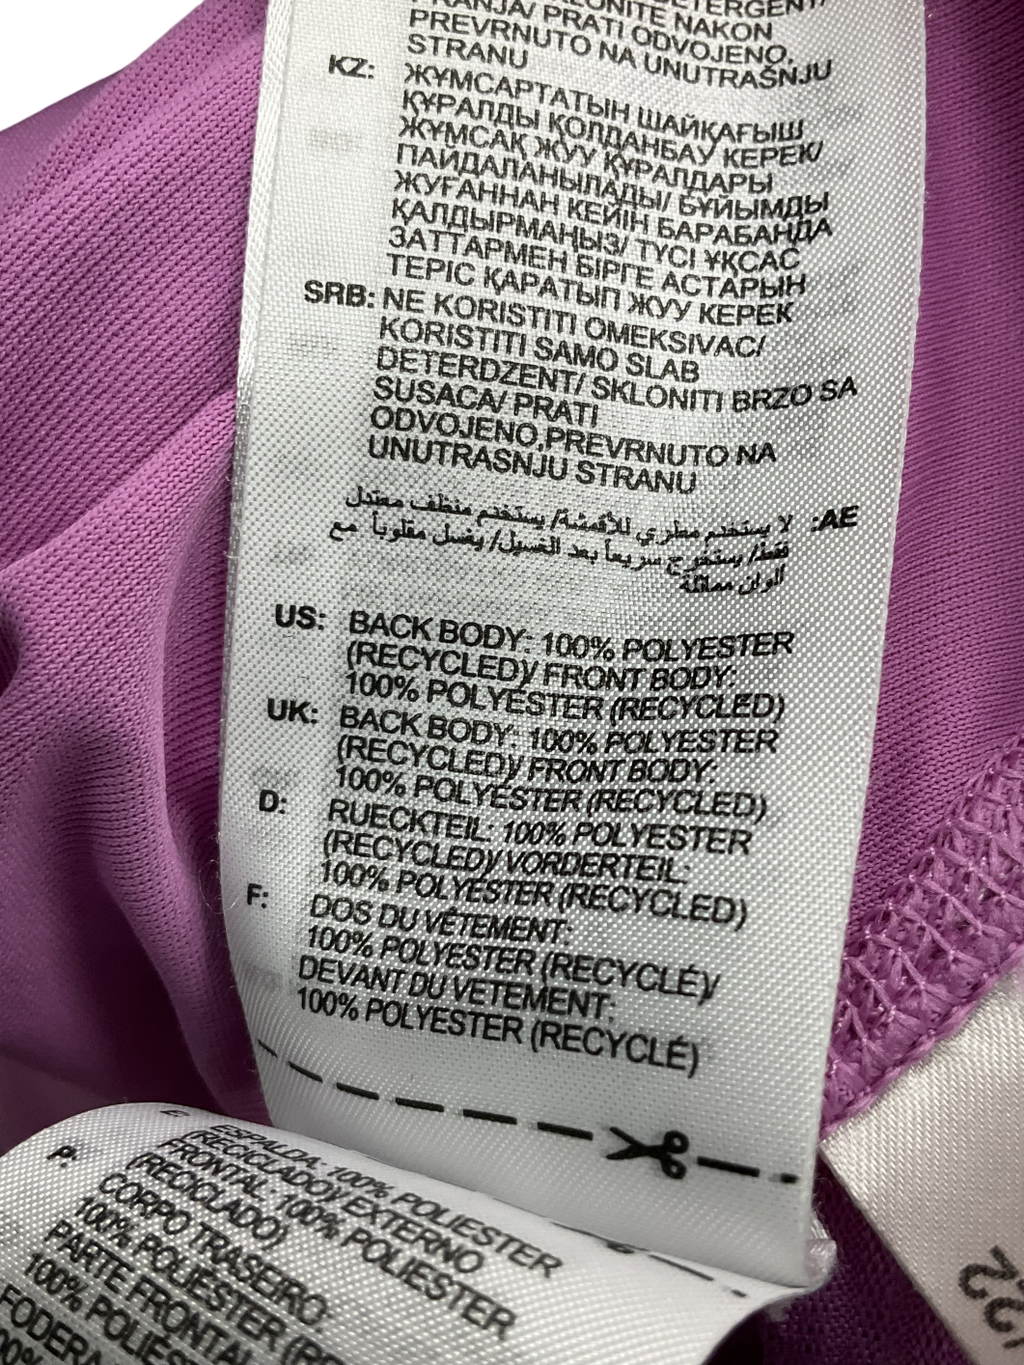 PREVRNUTO NA UNUTRAŠNJU
STRANU
KZ: ЖҰМСАРТАТЫН ШАЙҚАҒЫШ
ҚҰРАЛДЫ ҚОЛДАНБАУ КЕРЕК/
ЖҰМСАҚ ЖУУ ҚҰРАЛДАРЫ
ПАЙДАЛАНЫЛАДЫ/ БҰЙЫМДЫ
ЖУҒАННАН КЕЙІН БАРАБАНДА
ҚАЛДЫРМАҢЫЗ/ ТҮСІ ҰҚСАС
ЗАТТАРМЕН БІРГЕ АСТАРЫН
ТЕРІС ҚАРАТЫП ЖУУ КЕРЕК
SRB: NE KORISTITI OMEKSIVAC/
KORISTITI SAMO SLAB
DETERDZENT/ SKLONITI BRZO SA
SUSACA/ PRATI
ODVOJENO,PREVRNUTO NA
UNUTRASNJU STRANU
AE: لا يستخدم مطري للأقمشة/ يستخدم منظف معتدل
فقط/ يستخرج سريعاً بعد الغسيل/ يغسل مقلوباً مع
ألوان مماثلة
US: BACK BODY: 100% POLYESTER
(RECYCLED)/ FRONT BODY:
100% POLYESTER (RECYCLED)
UK: BACK BODY: 100% POLYESTER
(RECYCLED)/ FRONT BODY:
100% POLYESTER (RECYCLED)
D: RUECKTEIL: 100% POLYESTER
(RECYCLED)/ VORDERTEIL:
100% POLYESTER (RECYCLED)
F: DOS DU VÊTEMENT:
100% POLYESTER (RECYCLÉ)/
DEVANT DU VETEMENT:
100% POLYESTER (RECYCLÉ)
E ESPALDA: 100% POLIESTER
(RECICLADO)/ EXTERNO
FRONTAL: 100% POLIESTER
(RECICLADO)
P: CORPO TRASEIRO:
100% POLIÉSTER
PARTE FRONTAL
100% POLIÉSTER
22